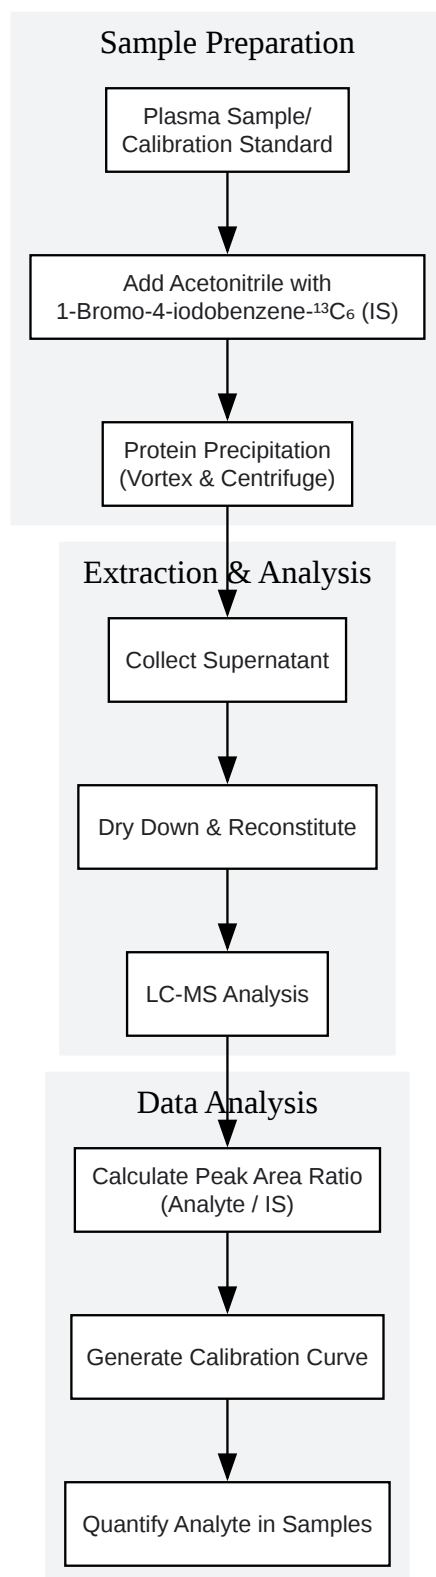 Sample Preparation
Plasma Sample/
Calibration Standard
Add Acetonitrile with
1-Bromo-4-iodobenzene-¹³C₆ (IS)
Protein Precipitation
(Vortex & Centrifuge)
Extraction & Analysis
Collect Supernatant
Dry Down & Reconstitute
LC-MS Analysis
Data Analysis
Calculate Peak Area Ratio
(Analyte / IS)
Generate Calibration Curve
Quantify Analyte in Samples